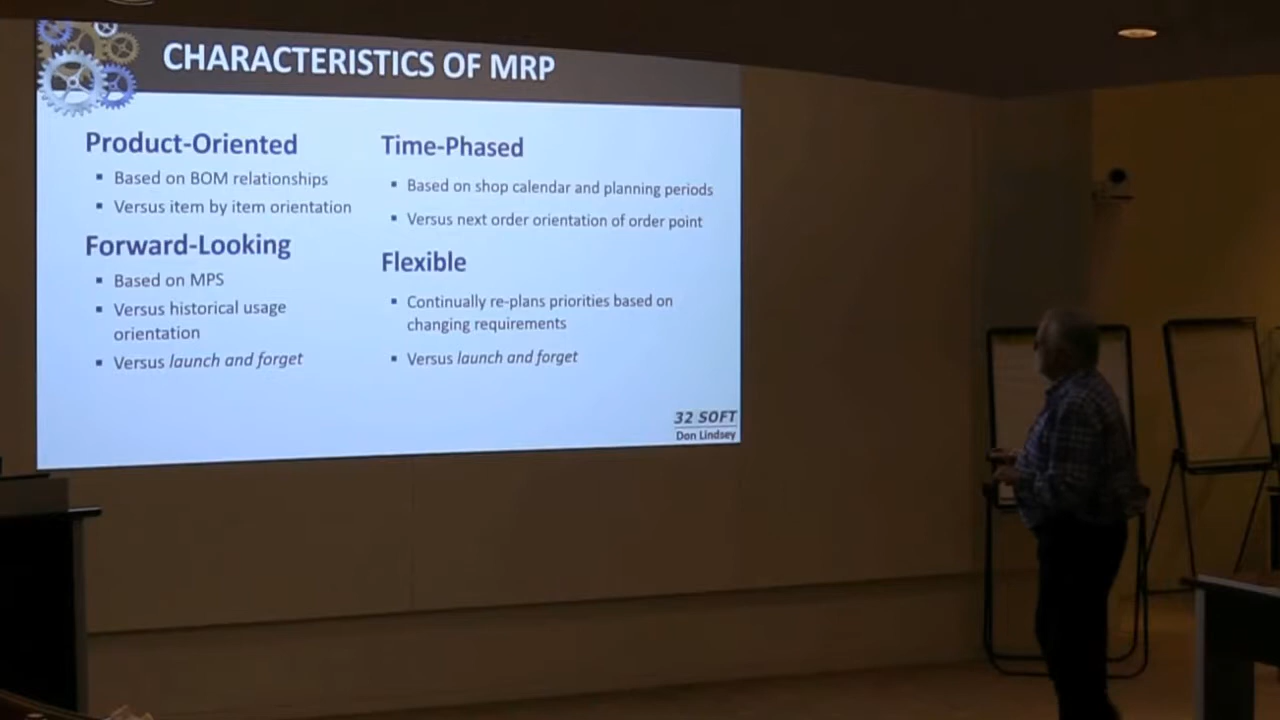 CHARACTERISTICS OF MRP
Product-Oriented
Based on BOM relationships
Versus item by item orientation
Forward-Looking
Based on MPS
Versus historical usage
orientation
Versus launch and forget
Time-Phased
Based on shop calendar and planning periods
Versus next order orientation of order point
Flexible
Continually re-plans priorities based on
changing requirements
Versus launch and forget
32 SOFT
Don Lindsey